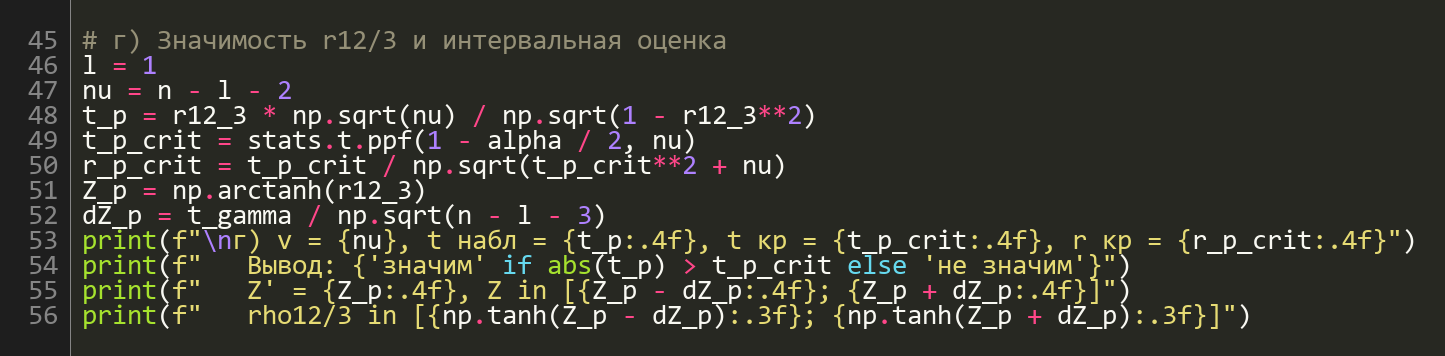 45 # г) Значимость r12/3 и интервальная оценка
46 l = 1
47 nu = n - l - 2
48 t_p = r12_3 * np.sqrt(nu) / np.sqrt(1 - r12_3**2)
49 t_p_crit = stats.t.ppf(1 - alpha / 2, nu)
50 r_p_crit = t_p_crit / np.sqrt(t_p_crit**2 + nu)
51 Z_p = np.arctanh(r12_3)
52 dZ_p = t_gamma / np.sqrt(n - l - 3)
53 print(f"\nг) v = {nu}, t набл = {t_p:.4f}, t кр = {t_p_crit:.4f}, r кр = {r_p_crit:.4f}")
54 print(f"   Вывод: {'значим' if abs(t_p) > t_p_crit else 'не значим'}")
55 print(f"   Z' = {Z_p:.4f}, Z in [{Z_p - dZ_p:.4f}; {Z_p + dZ_p:.4f}]")
56 print(f"   rho12/3 in [{np.tanh(Z_p - dZ_p):.3f}; {np.tanh(Z_p + dZ_p):.3f}]")